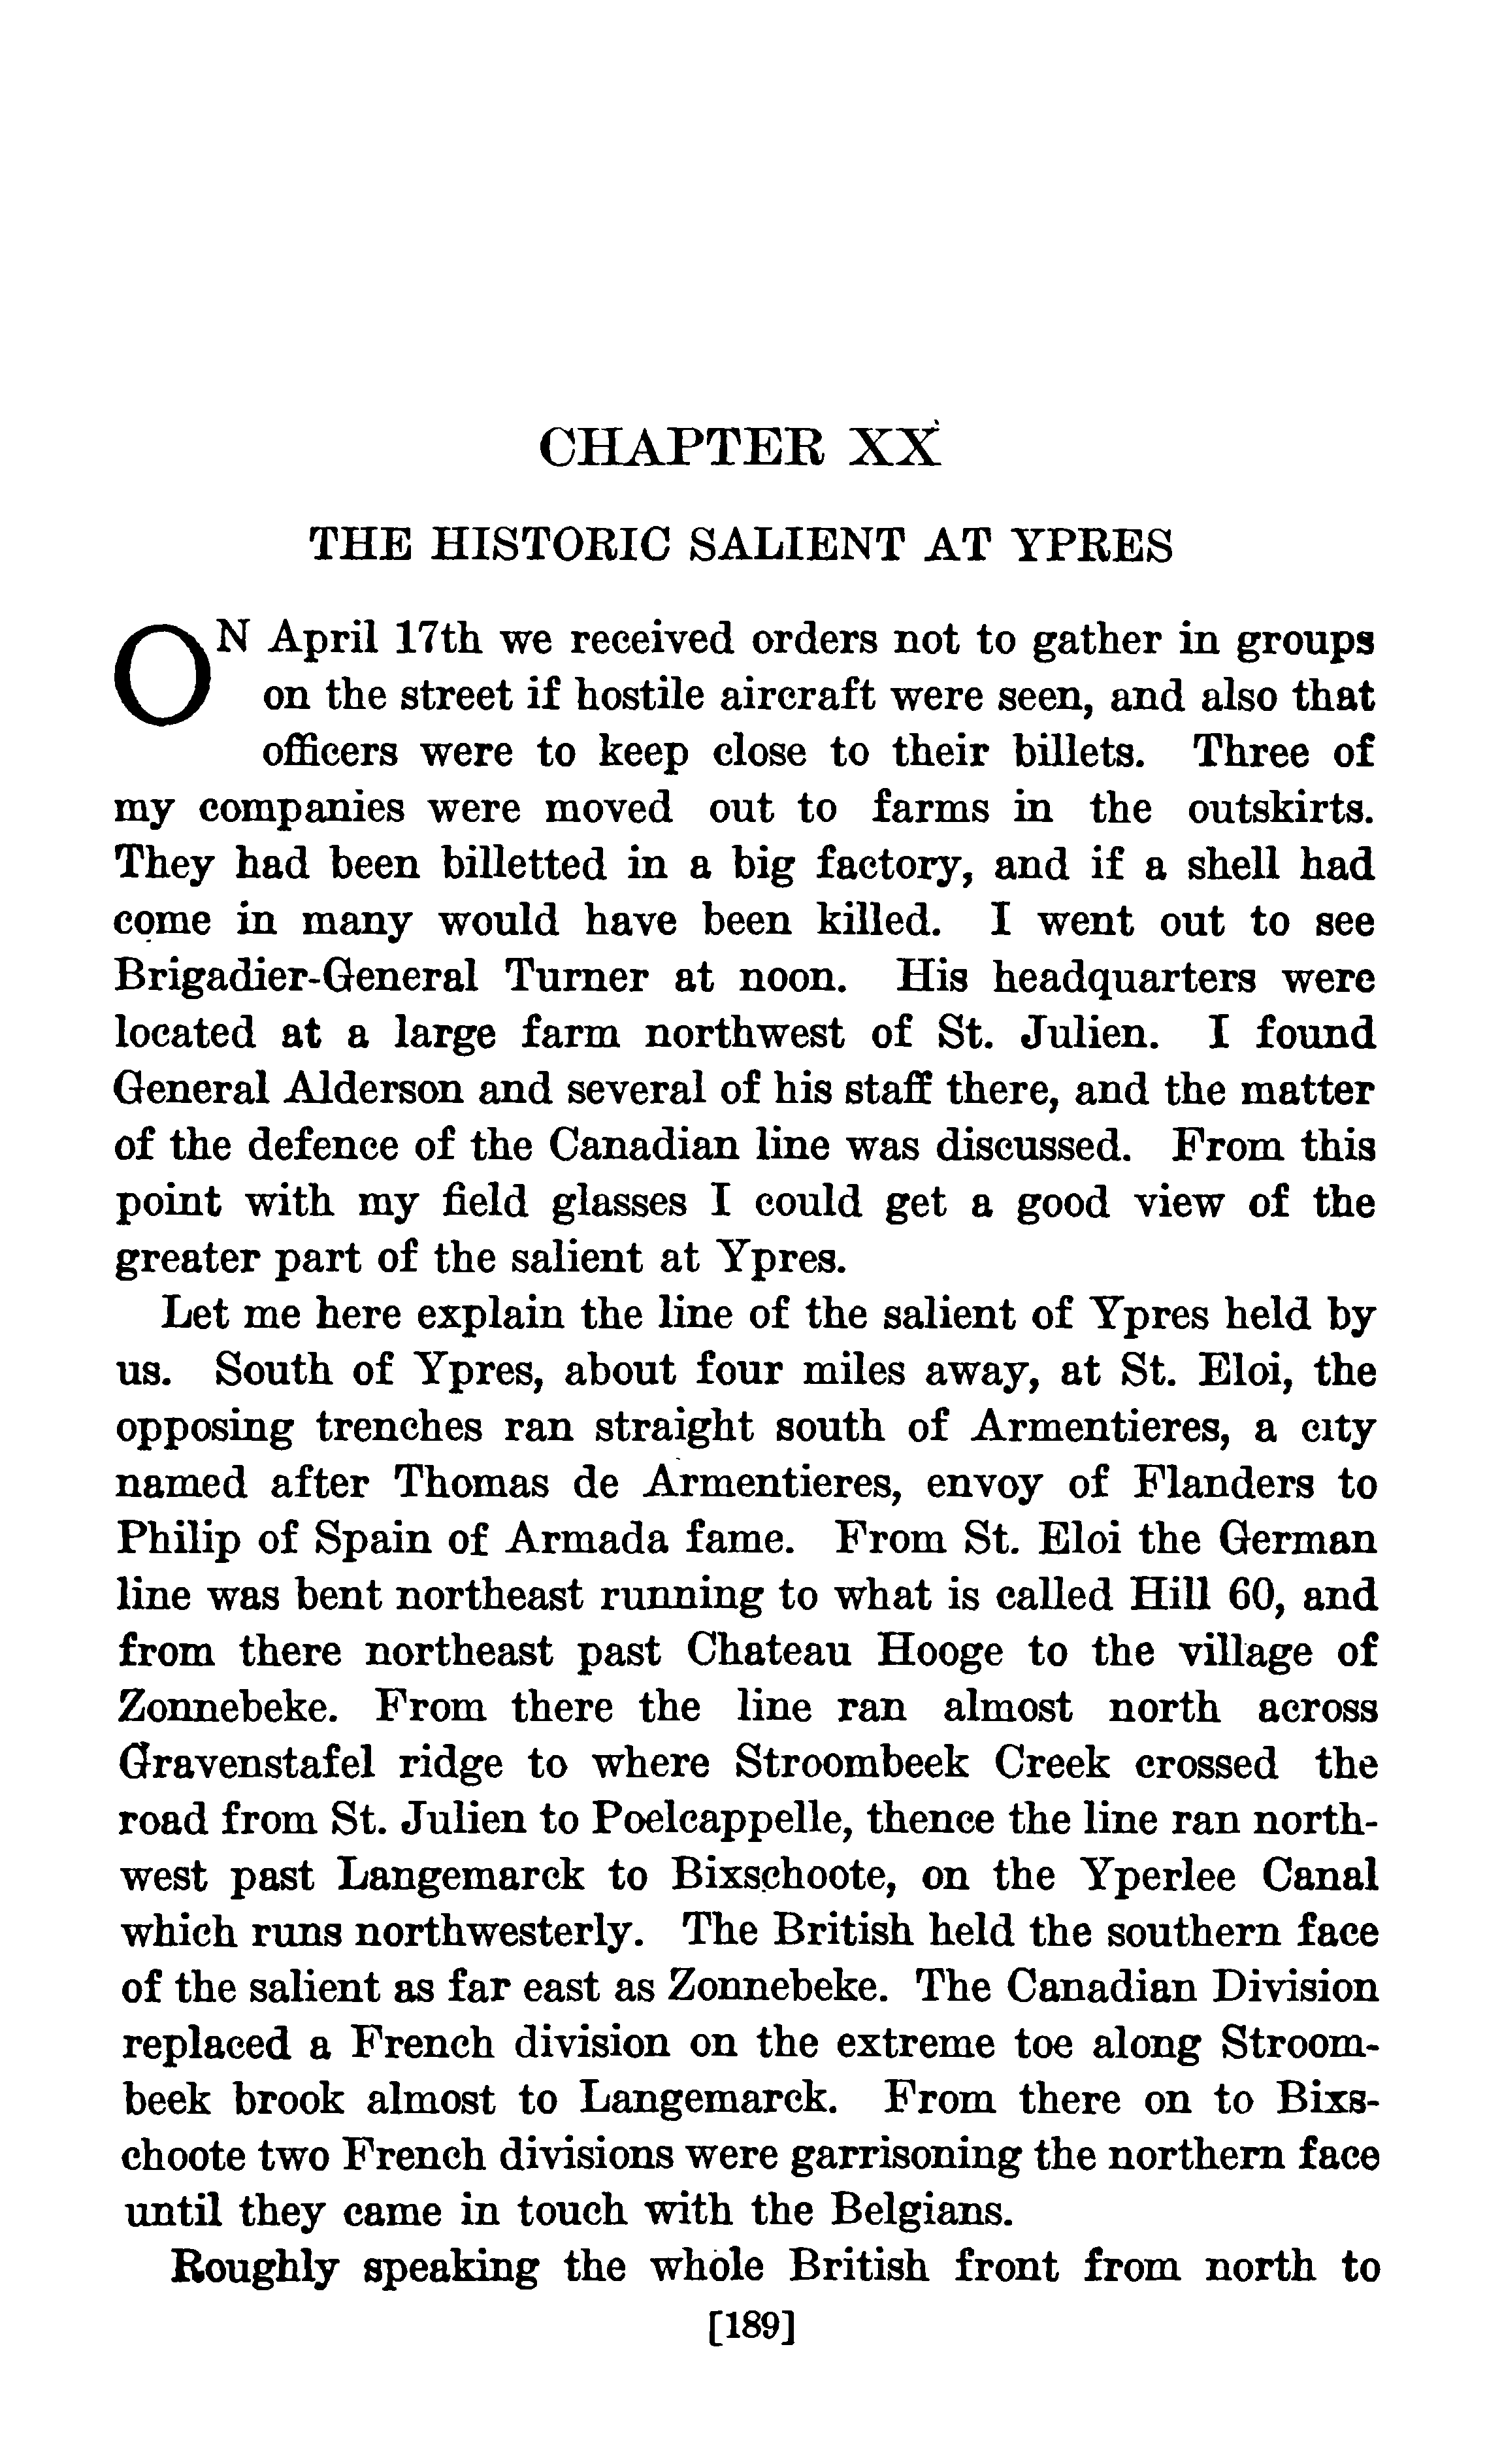 CHAPTER XX
THE HISTORIC SALIENT AT YPRES
ON April 17th we received orders not to gather in groups
on the street if hostile aircraft were seen, and also that
officers were to keep close to their billets. Three of
my companies were moved out to farms in the outskirts.
They had been billetted in a big factory, and if a shell had
come in many would have been killed. I went out to see
Brigadier-General Turner at noon. His headquarters were
located at a large farm northwest of St. Julien. I found
General Alderson and several of his staff there, and the matter
of the defence of the Canadian line was discussed. From this
point with my field glasses I could get a good view of the
greater part of the salient at Ypres.
Let me here explain the line of the salient of Ypres held by
us. South of Ypres, about four miles away, at St. Eloi, the
opposing trenches ran straight south of Armentieres, a city
named after Thomas de Armentieres, envoy of Flanders to
Philip of Spain of Armada fame. From St. Eloi the German
line was bent northeast running to what is called Hill 60, and
from there northeast past Chateau Hooge to the village of
Zonnebeke. From there the line ran almost north across
Gravenstafel ridge to where Stroombeek Creek crossed the
road from St. Julien to Poelcappelle, thence the line ran north-
west past Langemarck to Bixschoote, on the Yperlee Canal
which runs northwesterly. The British held the southern face
of the salient as far east as Zonnebeke. The Canadian Division
replaced a French division on the extreme toe along Stroom-
beek brook almost to Langemarck. From there on to Bixs-
choote two French divisions were garrisoning the northern face
until they came in touch with the Belgians.
Roughly speaking the whole British front from north to
[189]